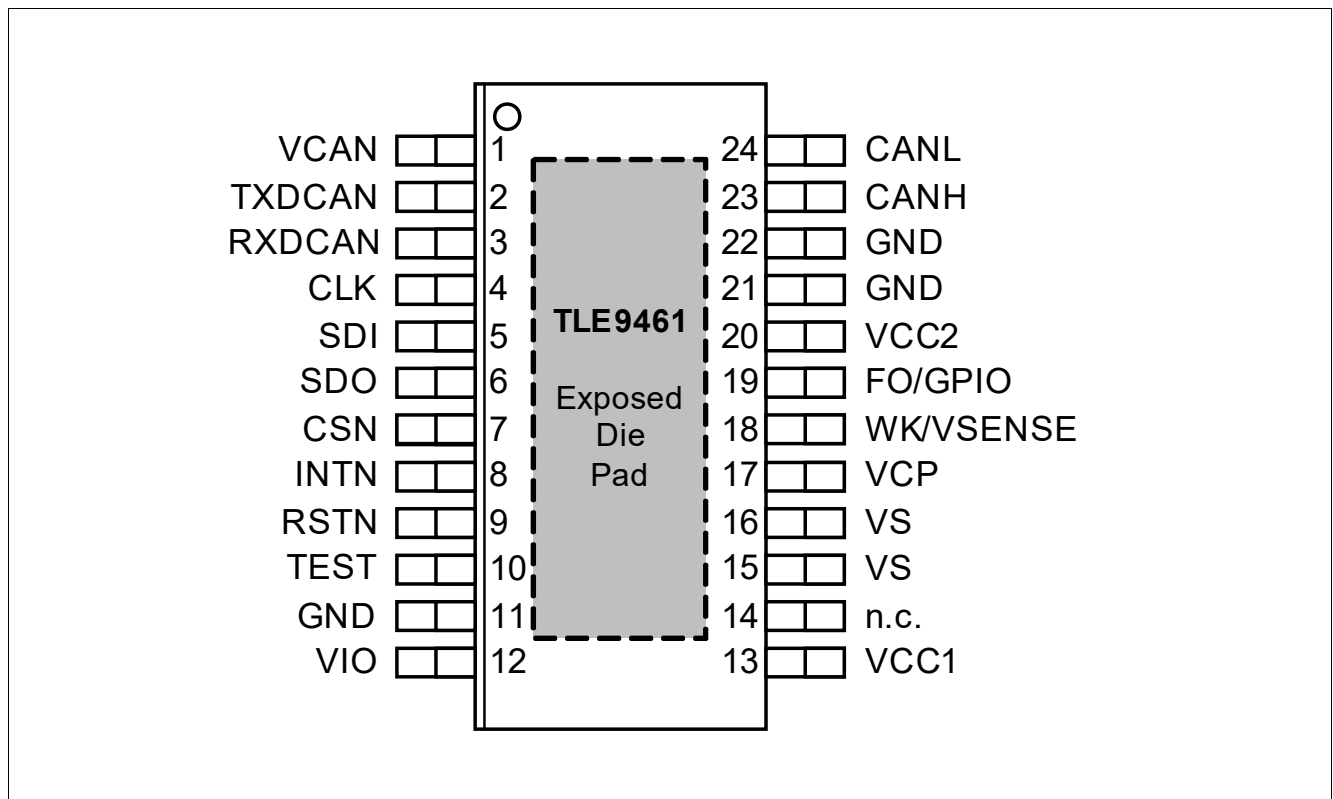 VCAN 1 24 CANL
TXDCAN 2 23 CANH
RXDCAN 3 22 GND
CLK 4 21 GND
TLE9461
SDI 5 20 VCC2
SDO 6 19 FO/GPIO
Exposed
Die
Pad
CSN 7 18 WK/VSENSE
INTN 8 17 VCP
RSTN 9 16 VS
TEST 10 15 VS
GND 11 14 n.c.
VIO 12 13 VCC1